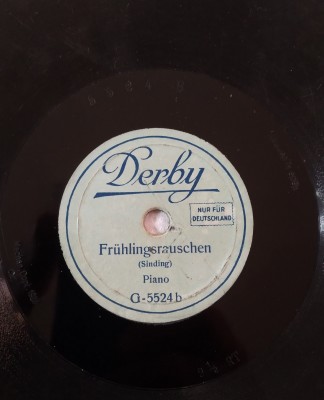 Derby
NUR FÜR
DEUTSCHLAND
Frühlingsrauschen
(Sinding)
Piano
G-5524 b